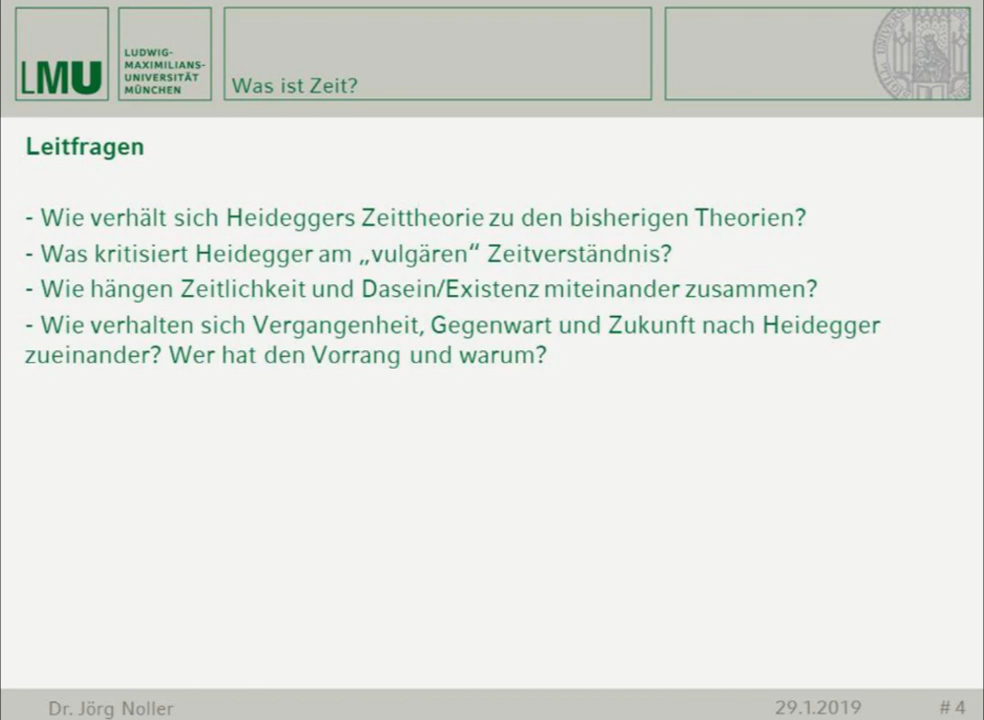 LMU
LUDWIG-
MAXIMILIANS-
UNIVERSITÄT
MÜNCHEN
Was ist Zeit?
Leitfragen
- Wie verhält sich Heideggers Zeittheorie zu den bisherigen Theorien?
- Was kritisiert Heidegger am „vulgären“ Zeitverständnis?
- Wie hängen Zeitlichkeit und Dasein/Existenz miteinander zusammen?
- Wie verhalten sich Vergangenheit, Gegenwart und Zukunft nach Heidegger
zueinander? Wer hat den Vorrang und warum?
Dr. Jörg Noller
29.1.2019
# 4